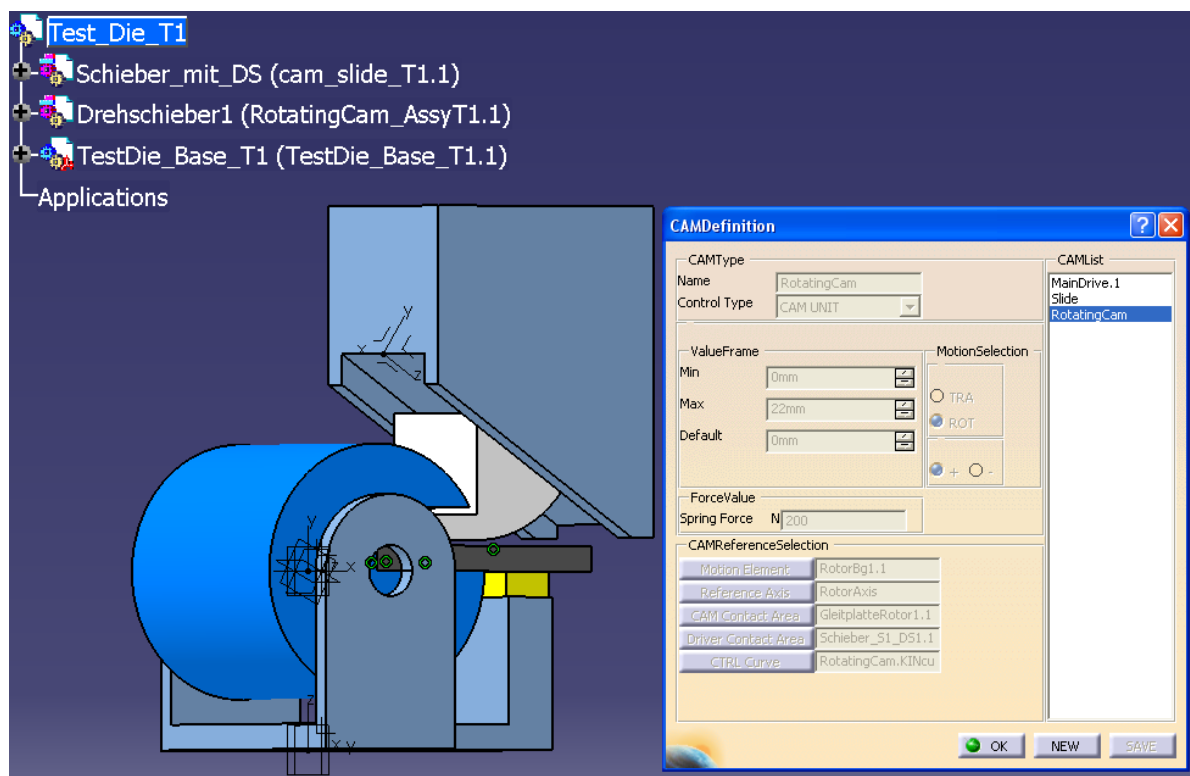 Test_Die_T1
Schieber_mit_DS (cam_slide_T1.1)
Drehschieber1 (RotatingCam_AssyT1.1)
TestDie_Base_T1 (TestDie_Base_T1.1)
Applications
CAMDefinition
CAMType
Name RotatingCam
Control Type CAM UNIT
ValueFrame
Min 0mm
Max 22mm
Default 0mm
MotionSelection
TRA
ROT
+ -
ForceValue
Spring Force N 200
CAMReferenceSelection
Motion Element RotorBg1.1
Reference Axis RotorAxis
CAM Contact Area GleitplatteRotor1.1
Driver Contact Area Schieber_S1_DS1.1
CTRL Curve RotatingCam.KINcu
CAMList
MainDrive.1
Slide
RotatingCam
OK NEW SAVE
y
x
z
y
z x
z
x y